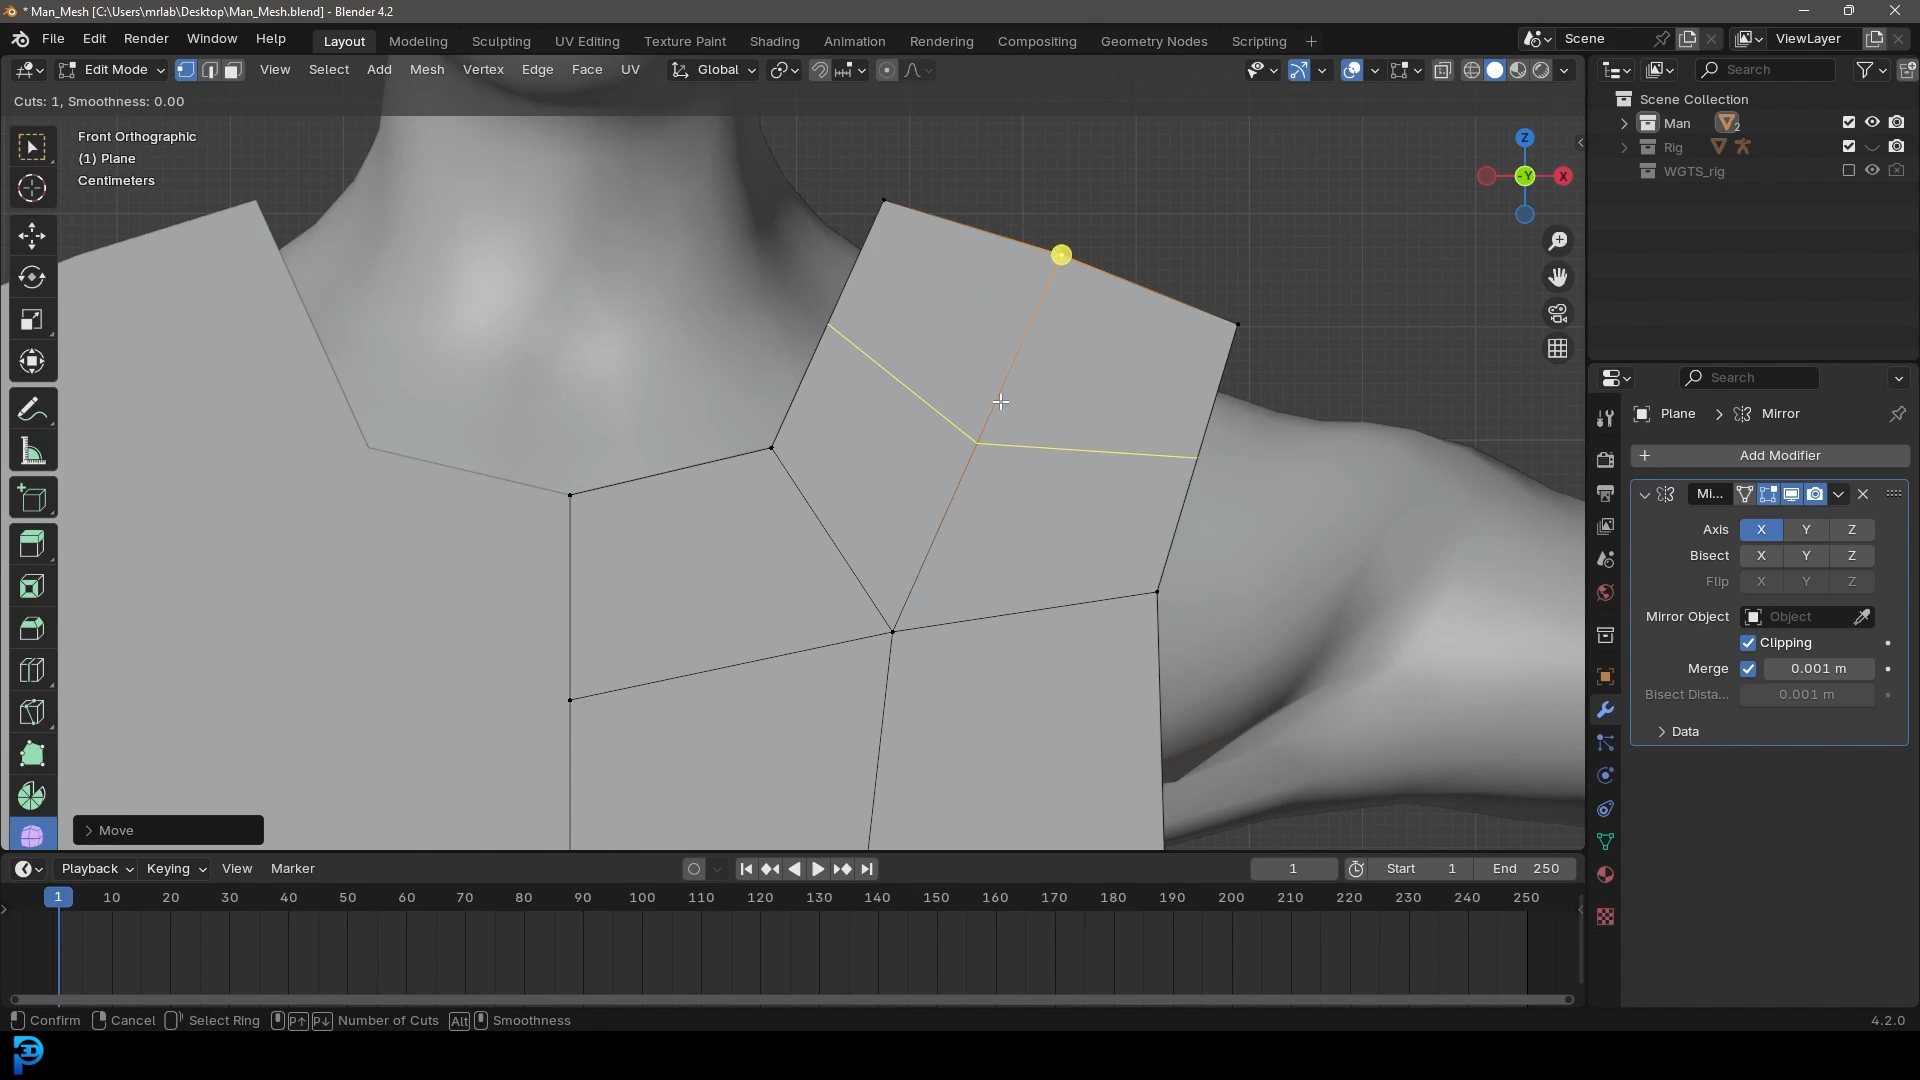 * Man_Mesh [C:\Users\mrlab\Desktop\Man_Mesh.blend] - Blender 4.2
File Edit Render Window Help Layout Modeling Sculpting UV Editing Texture Paint Shading Animation Rendering Compositing Geometry Nodes Scripting + Scene ViewLayer
Edit Mode View Select Add Mesh Vertex Edge Face UV Global Search
Cuts: 1, Smoothness: 0.00
Scene Collection
Front Orthographic
(1) Plane
Centimeters
Z
-Y
X
Man 2
Rig
WGTS_rig
Search
Plane > Mirror
+ Add Modifier
Mi...
Axis X Y Z
Bisect X Y Z
Flip X Y Z
Mirror Object Object
Clipping
Merge 0.001 m
Bisect Dista... 0.001 m
> Data
> Move
Playback Keying View Marker 1 Start 1 End 250
1 10 20 30 40 50 60 70 80 90 100 110 120 130 140 150 160 170 180 190 200 210 220 230 240 250
Confirm Cancel Select Ring P↑ P↓ Number of Cuts Alt Smoothness 4.2.0